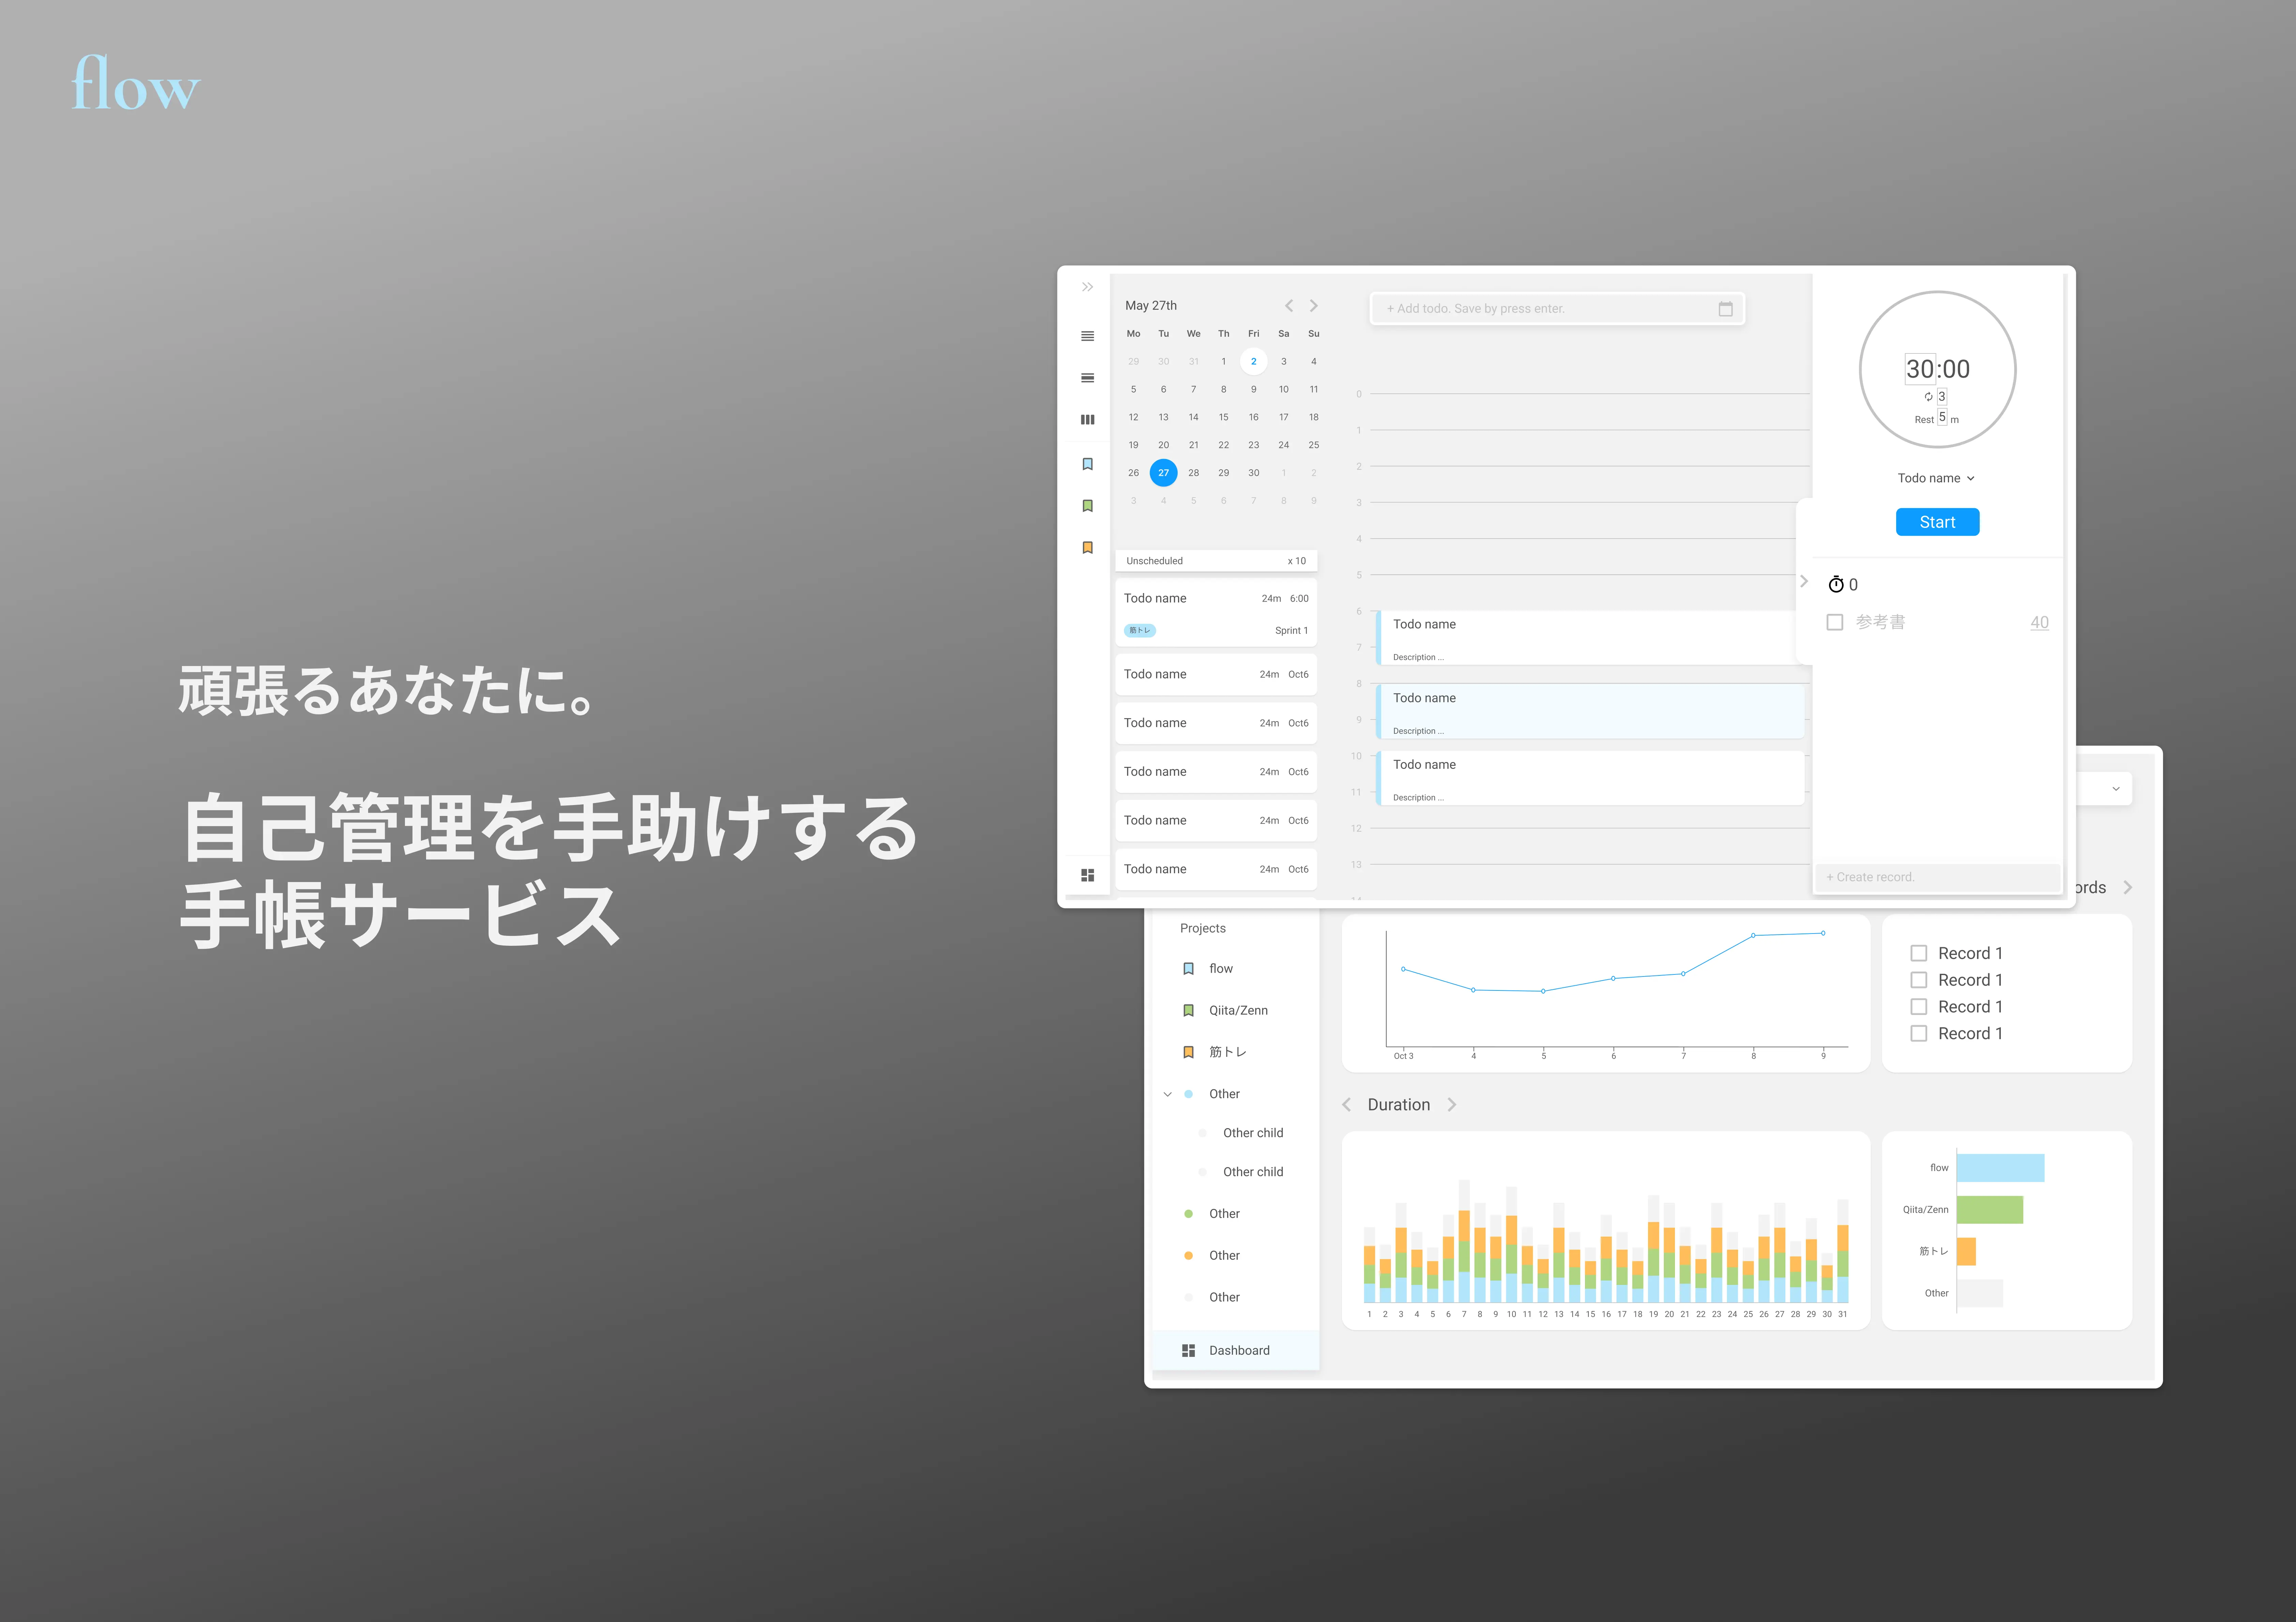 flow
頑張るあなたに。
自己管理を手助けする
手帳サービス
May 27th
Mo Tu We Th Fri Sa Su
29 30 31 1 2 3 4
5 6 7 8 9 10 11
12 13 14 15 16 17 18
19 20 21 22 23 24 25
26 27 28 29 30 1 2
3 4 5 6 7 8 9
Unscheduled x 10
Todo name 24m 6:00
筋トレ Sprint 1
Todo name 24m Oct6
Todo name 24m Oct6
Todo name 24m Oct6
Todo name 24m Oct6
Todo name 24m Oct6
+ Add todo. Save by press enter.
0
1
2
3
4
5
6
Todo name
7
Description ...
8
Todo name
9
Description ...
10
Todo name
11
Description ...
12
13
30:00
3
Rest 5 m
Todo name
Start
0
参考書 40
+ Create record.
ords
Projects
flow
Qiita/Zenn
筋トレ
Other
Other child
Other child
Other
Other
Other
Dashboard
Oct 3 4 5 6 7 8 9
Record 1
Record 1
Record 1
Record 1
Duration
1 2 3 4 5 6 7 8 9 10 11 12 13 14 15 16 17 18 19 20 21 22 23 24 25 26 27 28 29 30 31
flow
Qiita/Zenn
筋トレ
Other